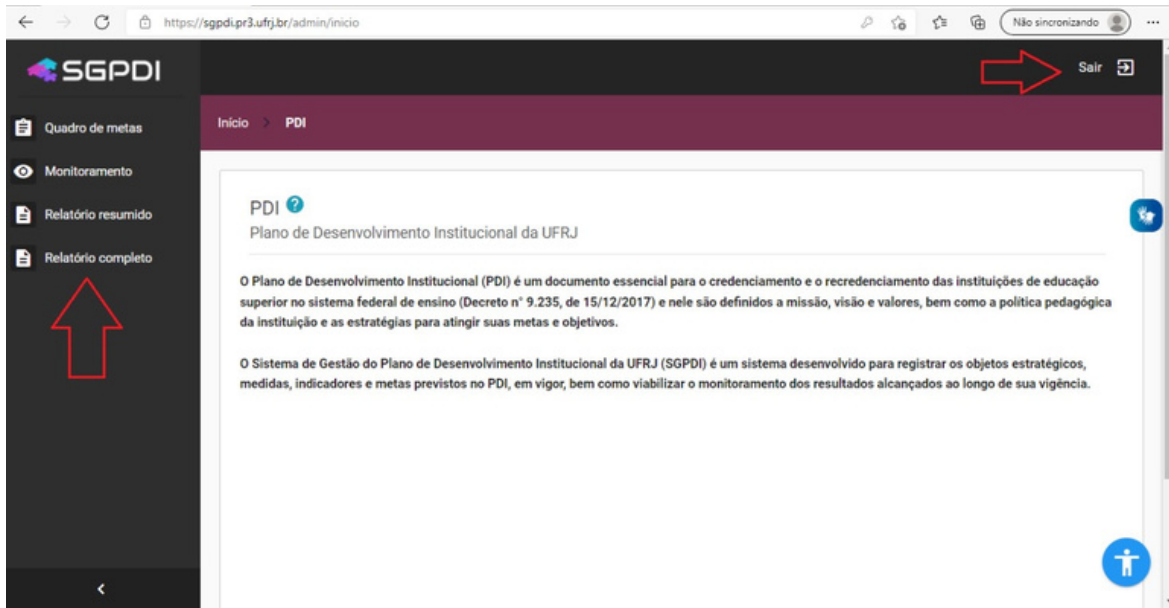 https://sgpdi.pr3.ufrj.br/admin/inicio
Não sincronizando
SGPDI
Sair
Quadro de metas
Monitoramento
Relatório resumido
Relatório completo
Início > PDI
PDI ?
Plano de Desenvolvimento Institucional da UFRJ
O Plano de Desenvolvimento Institucional (PDI) é um documento essencial para o credenciamento e o recredenciamento das instituições de educação
superior no sistema federal de ensino (Decreto n° 9.235, de 15/12/2017) e nele são definidos a missão, visão e valores, bem como a política pedagógica
da instituição e as estratégias para atingir suas metas e objetivos.
O Sistema de Gestão do Plano de Desenvolvimento Institucional da UFRJ (SGPDI) é um sistema desenvolvido para registrar os objetos estratégicos,
medidas, indicadores e metas previstos no PDI, em vigor, bem como viabilizar o monitoramento dos resultados alcançados ao longo de sua vigência.